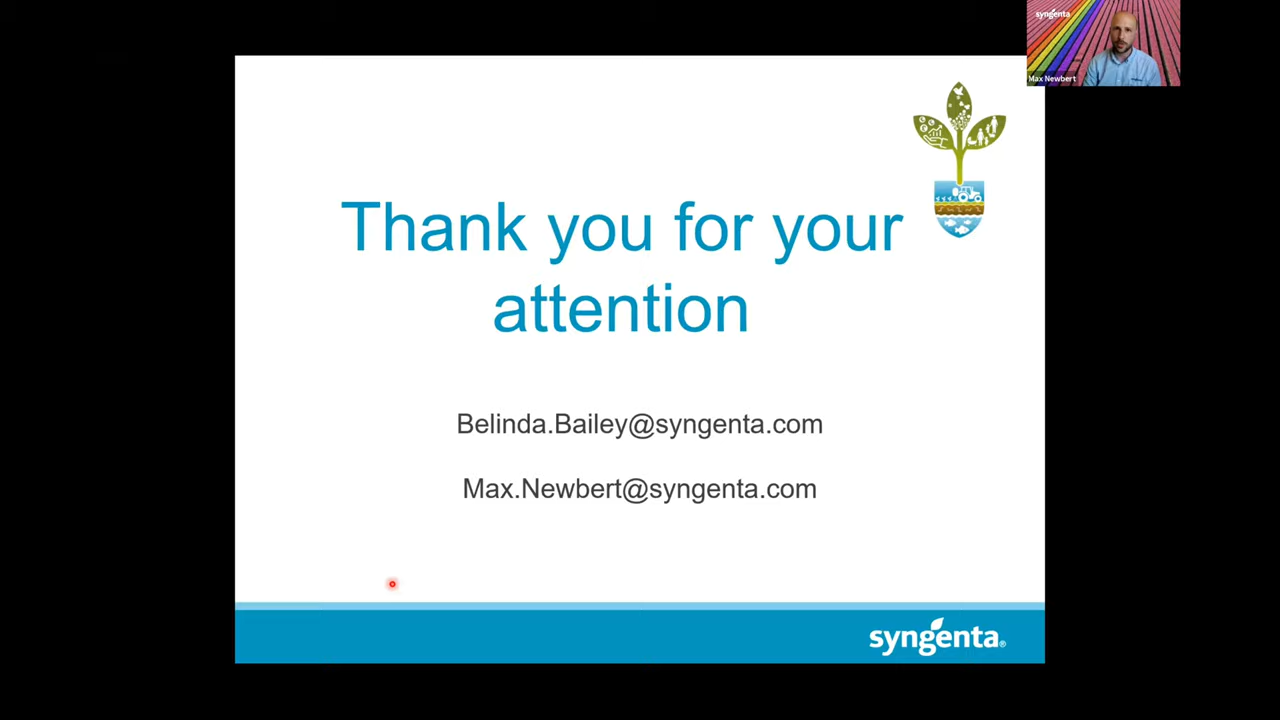 syngenta
Max Newbert
Thank you for your
attention
Belinda.Bailey@syngenta.com
Max.Newbert@syngenta.com
syngenta®